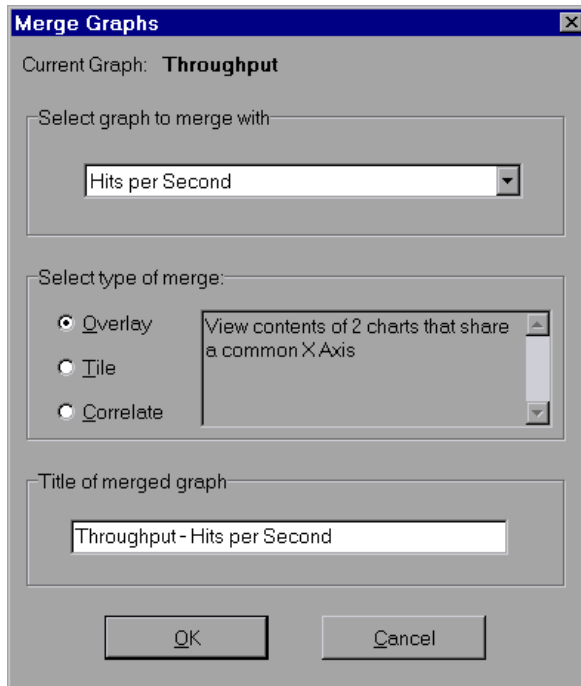 Merge Graphs
Current Graph: Throughput
Select graph to merge with
Hits per Second
Select type of merge:
Overlay
Tile
Correlate
View contents of 2 charts that share
a common X Axis
Title of merged graph
Throughput - Hits per Second
OK
Cancel